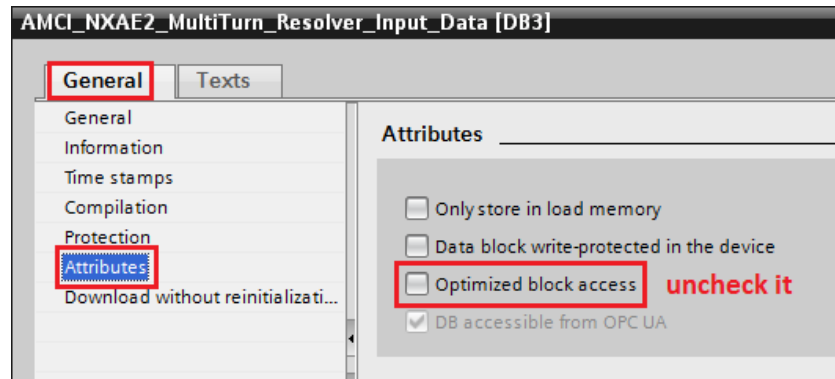 AMCI_NXAE2_MultiTurn_Resolver_Input_Data [DB3]
General Texts
General
Information
Time stamps
Compilation
Protection
Attributes
Download without reinitializati...
Attributes
Only store in load memory
Data block write-protected in the device
Optimized block access uncheck it
DB accessible from OPC UA